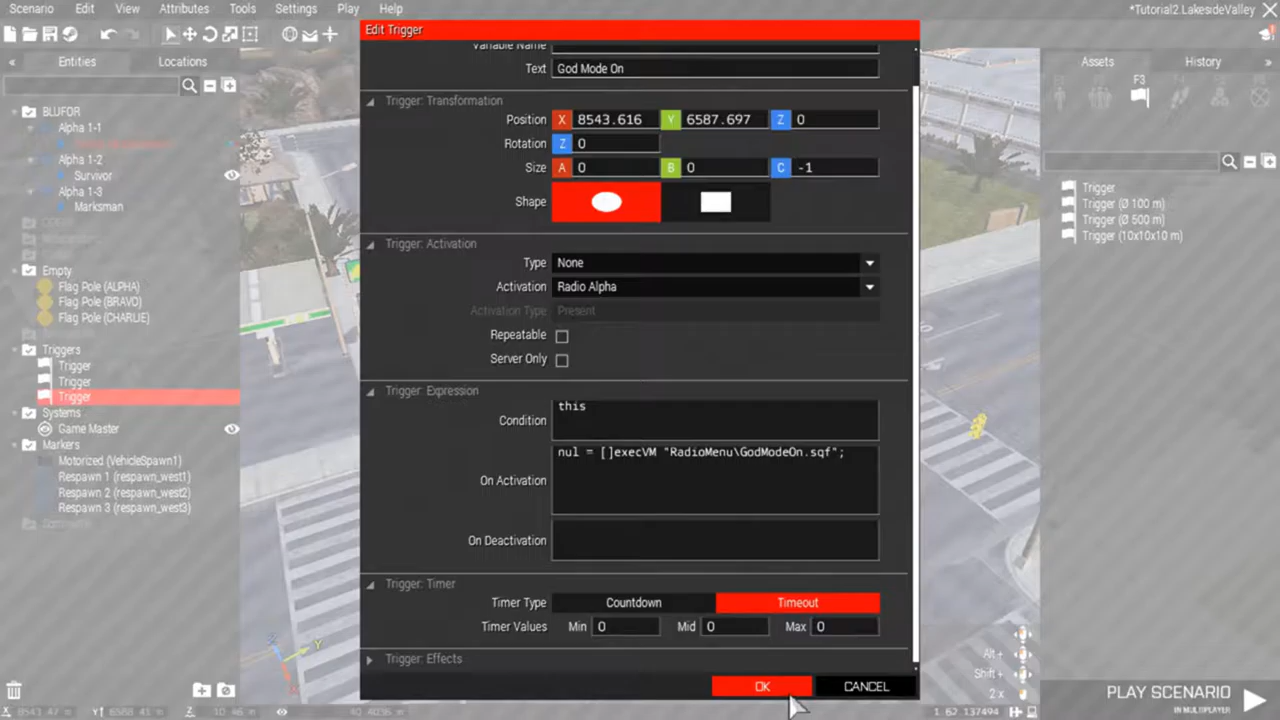 Scenario Edit View Attributes Tools Settings Play Help *Tutorial2.LakesideValley
Edit Trigger
Entities Locations
Variable Name
Text God Mode On
Trigger: Transformation
Position X 8543.616 Y 6587.697 Z 0
Rotation Z 0
Size A 0 B 0 C -1
Shape
Trigger: Activation
Type None
Activation Radio Alpha
Activation Type Present
Repeatable
Server Only
Trigger: Expression
Condition this
On Activation nul = []execVM "RadioMenu\GodModeOn.sqf";
On Deactivation
Trigger: Timer
Timer Type Countdown Timeout
Timer Values Min 0 Mid 0 Max 0
Trigger: Effects
OK CANCEL
BLUFOR
Alpha 1-1
Alpha 1-2
Survivor
Alpha 1-3
Marksman
Empty
Flag Pole (ALPHA)
Flag Pole (BRAVO)
Flag Pole (CHARLIE)
Triggers
Trigger
Trigger
Trigger
Systems
Game Master
Markers
Motorized (VehicleSpawn1)
Respawn 1 (respawn_west1)
Respawn 2 (respawn_west2)
Respawn 3 (respawn_west3)
Assets History
F3
Trigger
Trigger (Ø 100 m)
Trigger (Ø 500 m)
Trigger (10x10x10 m)
Alt +
Shift +
2 x
PLAY SCENARIO
IN MULTIPLAYER
1.62.137494